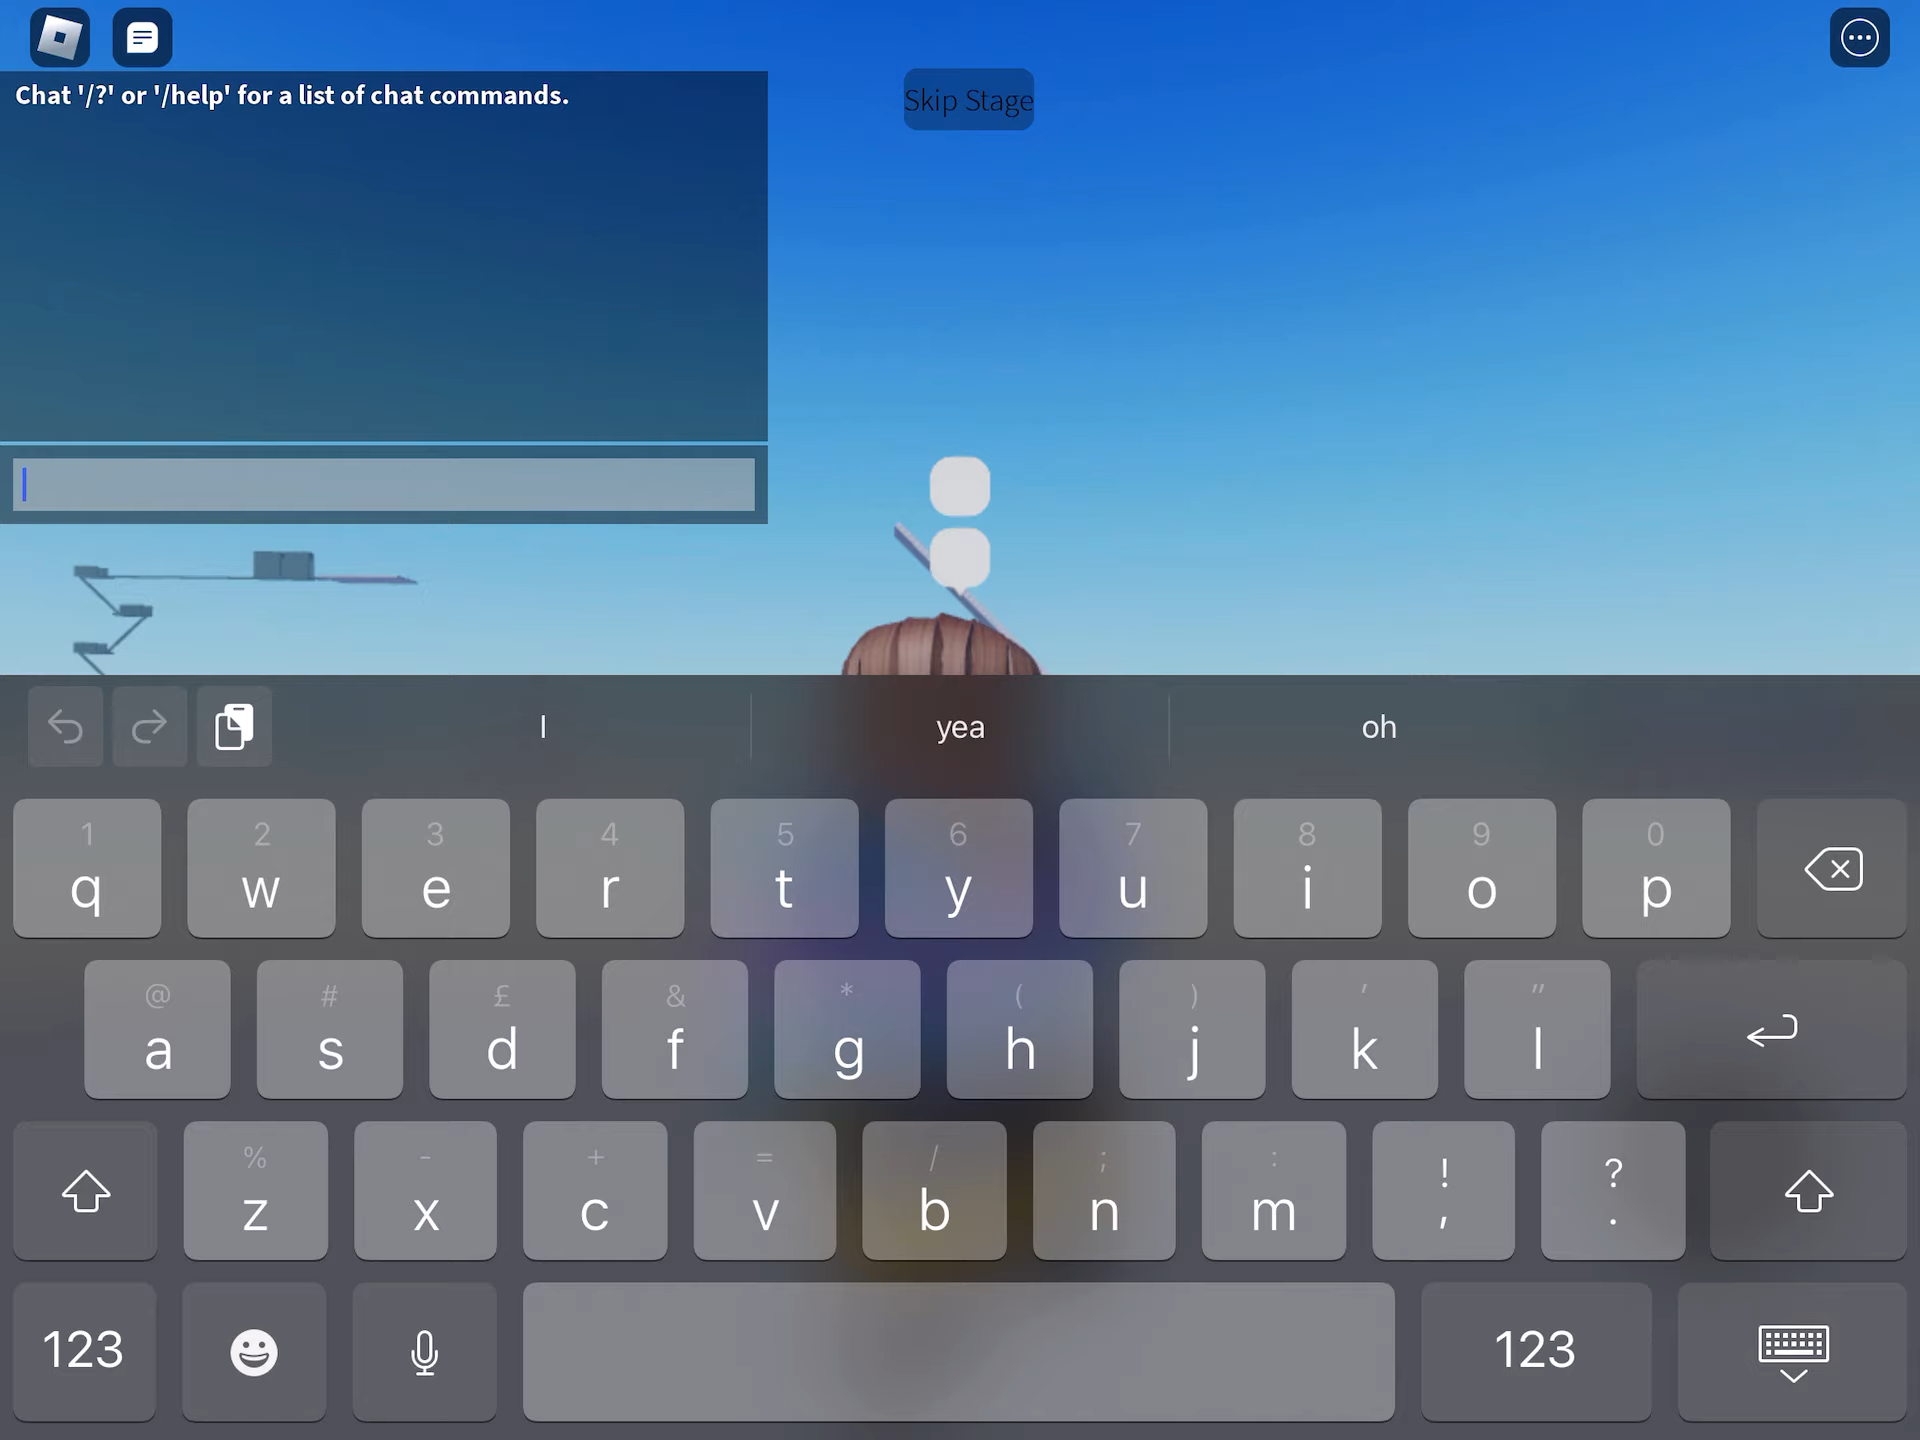 Chat '/?' or '/help' for a list of chat commands.
Skip Stage
I yea oh
1 2 3 4 5 6 7 8 9 0
q w e r t y u i o p
@ # £ & * ( ) ' "
a s d f g h j k l
% - + = / ; : ! ?
z x c v b n m , .
123 123